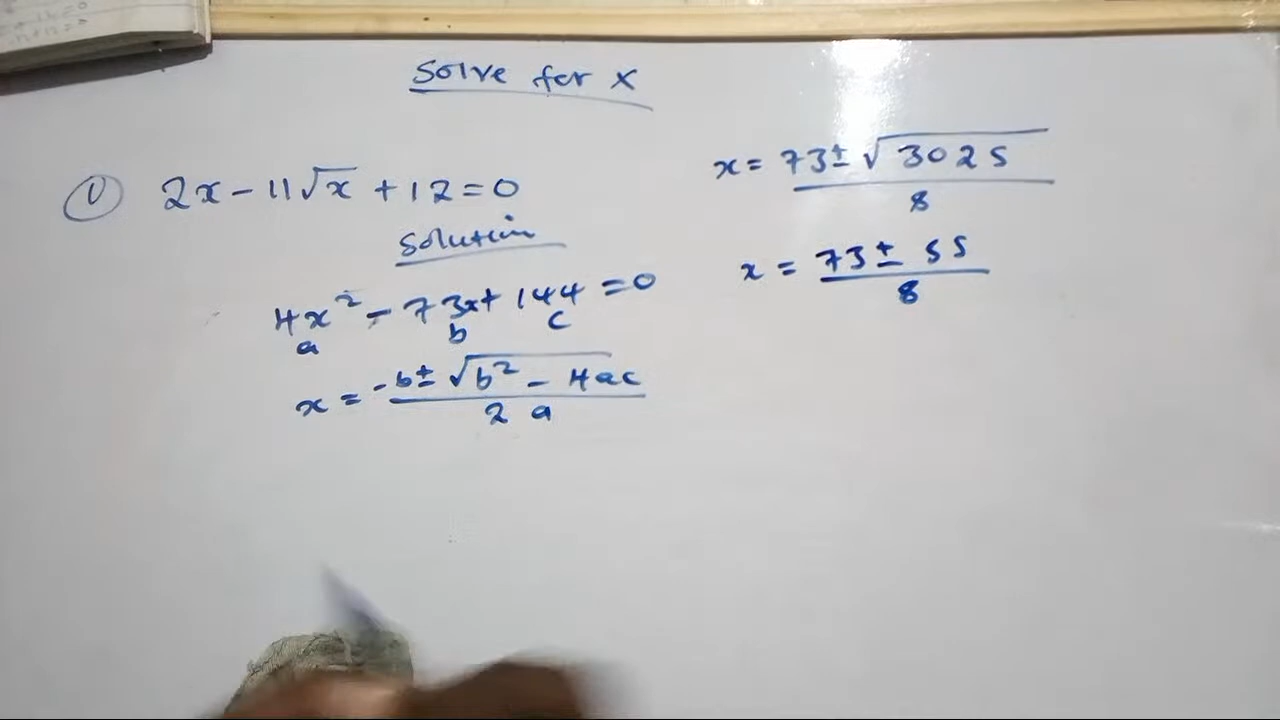 Solve for x
1) 2x - 11√x + 12 = 0
Solution
4x² - 73x + 144 = 0
a b c
x = -b ± √b² - 4ac
2 a
x = 73 ± √3025
8
x = 73 ± 55
8